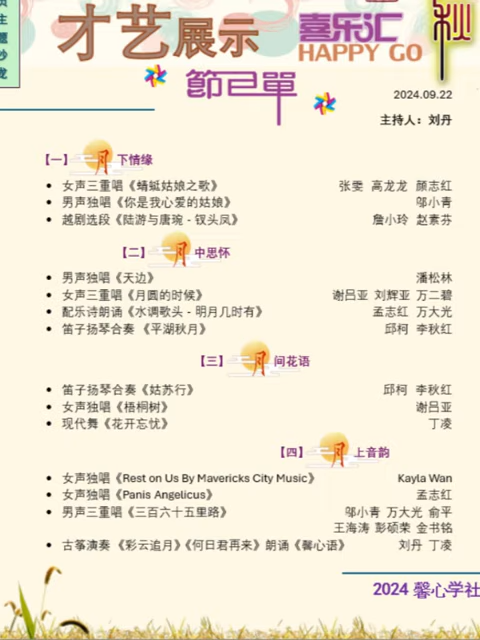 主
题
沙
龙
才艺展示
喜乐汇
HAPPY GO
秋
節目單
2024.09.22
主持人：刘丹
【一】月下情缘
女声三重唱《蜻蜓姑娘之歌》 张雯 高龙龙 颜志红
男声独唱《你是我心爱的姑娘》 邬小青
越剧选段《陆游与唐琬 - 钗头凤》 詹小玲 赵素芬
【二】月中思怀
男声独唱《天边》 潘松林
女声三重唱《月圆的时候》 谢吕亚 刘辉亚 万二碧
配乐诗朗诵《水调歌头 - 明月几时有》 孟志红 万大光
笛子扬琴合奏 《平湖秋月》 邱柯 李秋红
【三】月问花语
笛子扬琴合奏《姑苏行》 邱柯 李秋红
女声独唱《梧桐树》 谢吕亚
现代舞《花开忘忧》 丁凌
【四】月上音韵
女声独唱《Rest on Us By Mavericks City Music》 Kayla Wan
女声独唱《Panis Angelicus》 孟志红
男声三重唱《三百六十五里路》 邬小青 万大光 俞平
王海涛 彭硕荣 金书铭
古筝演奏 《彩云追月》《何日君再来》朗诵《馨心语》 刘丹 丁凌
2024 馨心学社